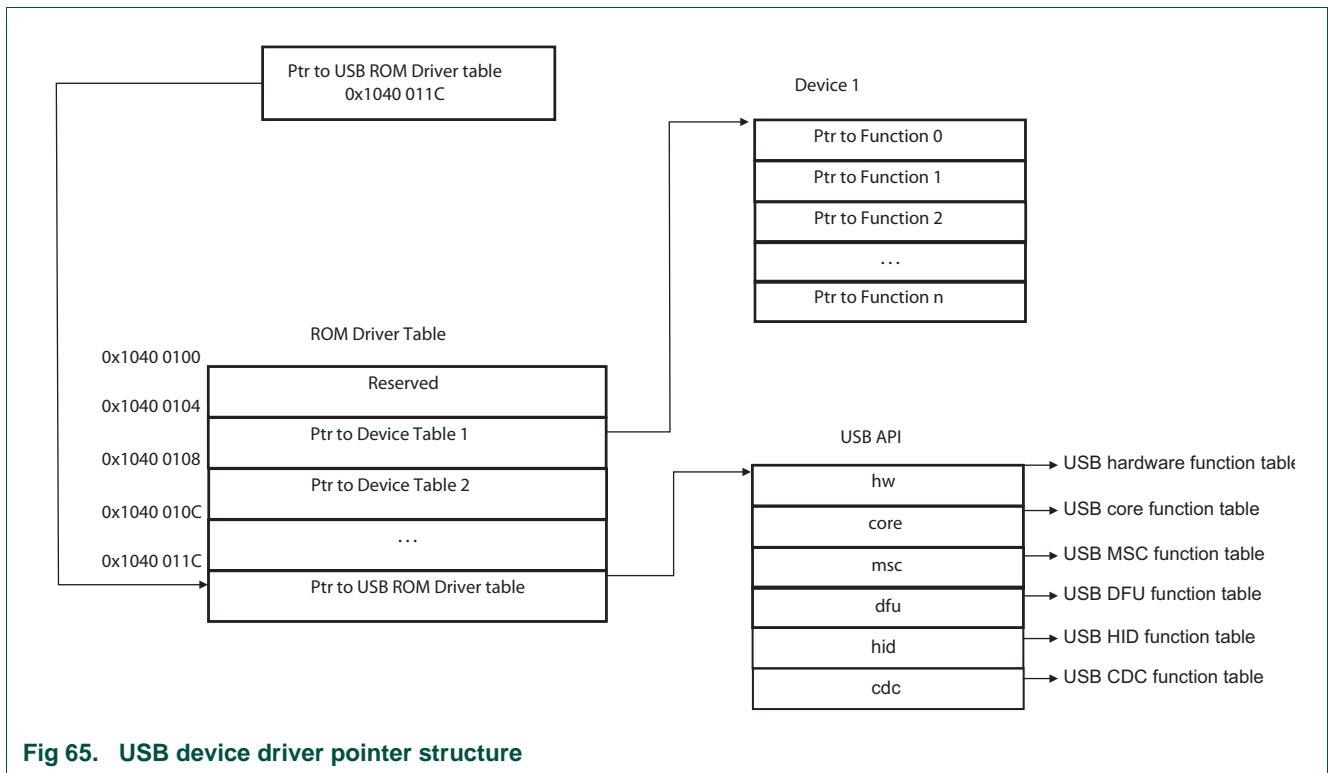 Ptr to USB ROM Driver table
0x1040 011C
Device 1
Ptr to Function 0
Ptr to Function 1
Ptr to Function 2
...
Ptr to Function n
ROM Driver Table
0x1040 0100
Reserved
0x1040 0104
Ptr to Device Table 1
0x1040 0108
Ptr to Device Table 2
0x1040 010C
...
0x1040 011C
Ptr to USB ROM Driver table
USB API
hw
USB hardware function table
core
USB core function table
msc
USB MSC function table
dfu
USB DFU function table
hid
USB HID function table
cdc
USB CDC function table
Fig 65. USB device driver pointer structure